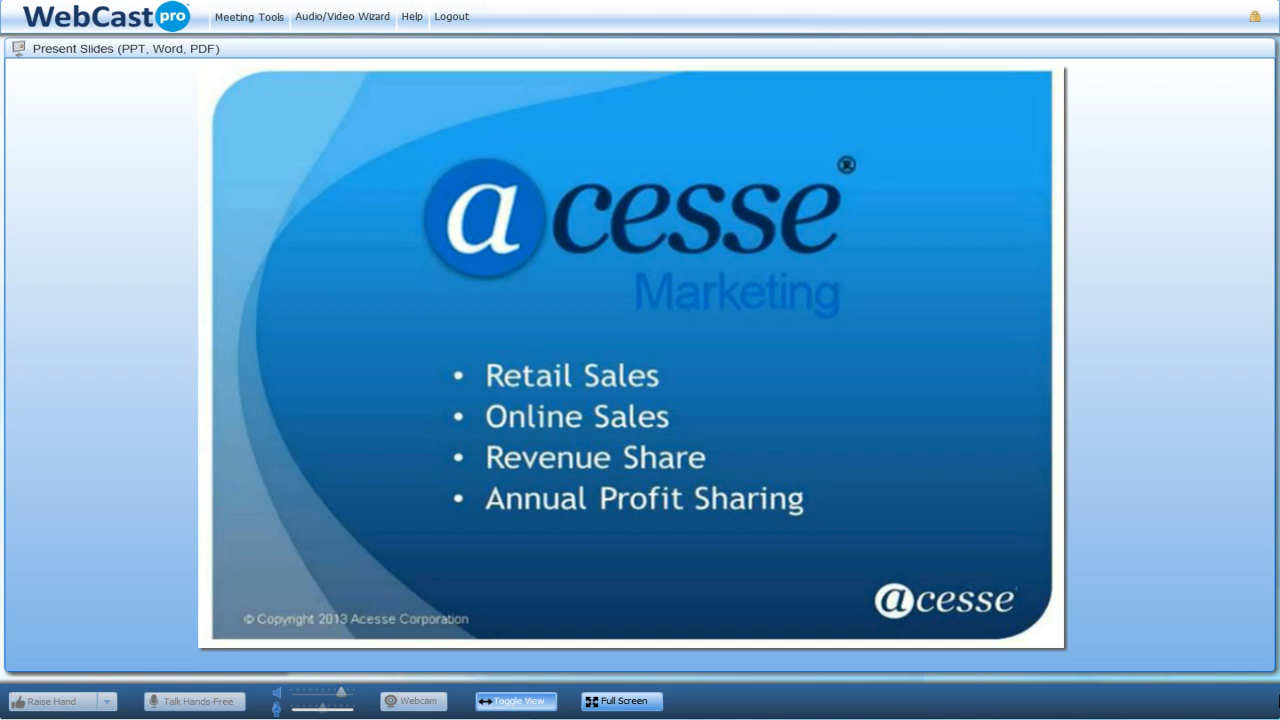 WebCast pro Meeting Tools Audio/Video Wizard Help Logout
Present Slides (PPT, Word, PDF)
acesse®
Marketing
• Retail Sales
• Online Sales
• Revenue Share
• Annual Profit Sharing
acesse
© Copyright 2013 Acesse Corporation
Raise Hand Talk Hands-Free Webcam Toggle View Full Screen